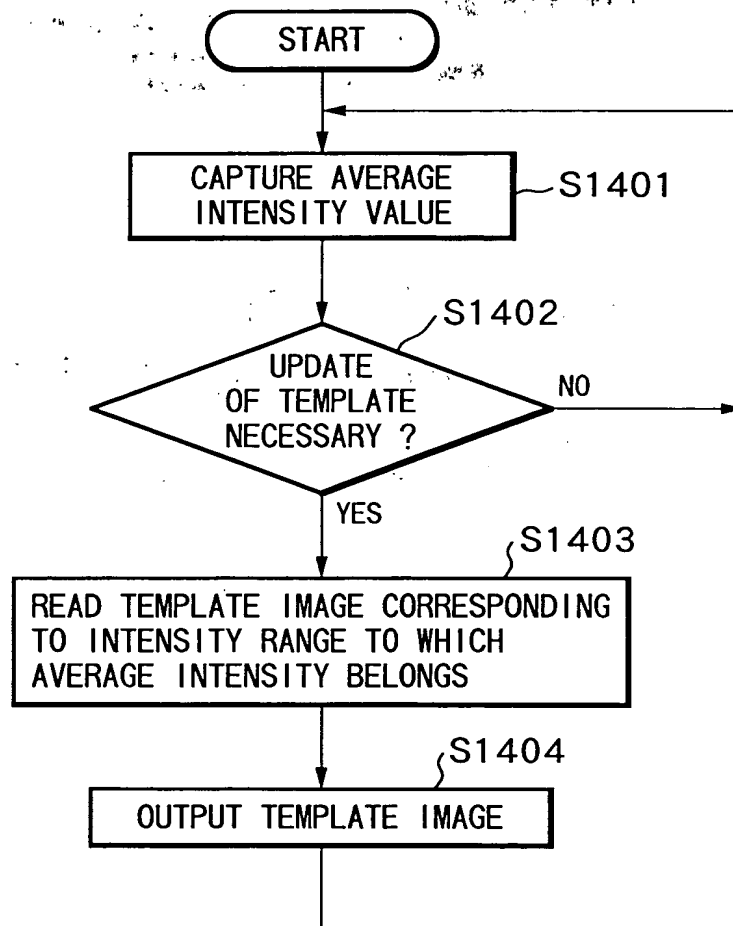 START
CAPTURE AVERAGE
INTENSITY VALUE
S1401
S1402
UPDATE
OF TEMPLATE
NECESSARY ?
NO
YES
S1403
READ TEMPLATE IMAGE CORRESPONDING
TO INTENSITY RANGE TO WHICH
AVERAGE INTENSITY BELONGS
S1404
OUTPUT TEMPLATE IMAGE